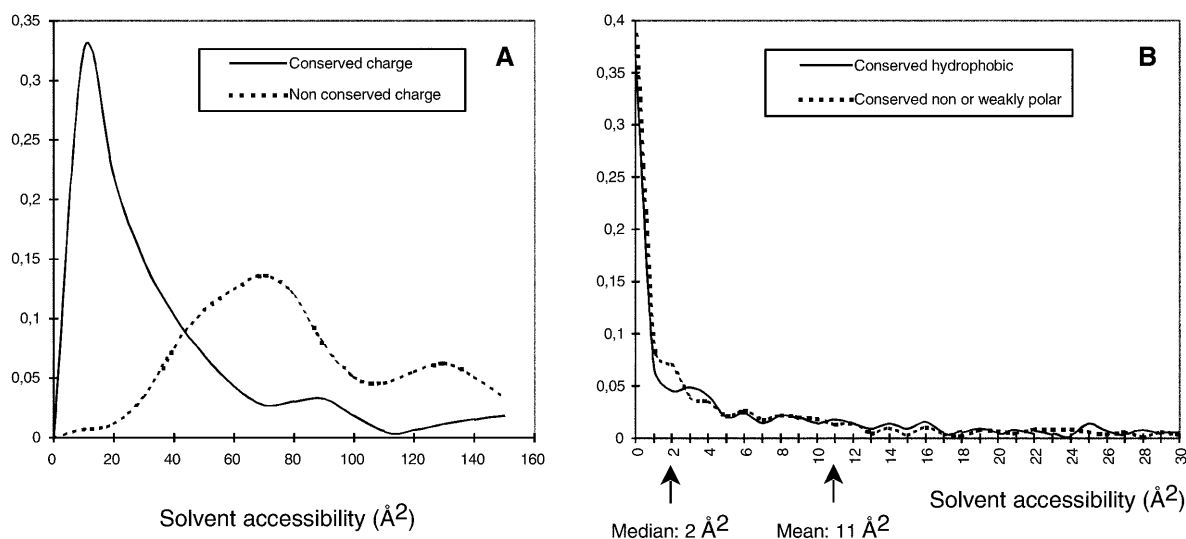 A
Conserved charge
Non conserved charge
0,35
0,3
0,25
0,2
0,15
0,1
0,05
0
0 20 40 60 80 100 120 140 160
Solvent accessibility (Å2)
B
Conserved hydrophobic
Conserved non or weakly polar
0,4
0,35
0,3
0,25
0,2
0,15
0,1
0,05
0
0 2 4 6 8 10 12 14 16 18 20 22 24 26 28 30
Solvent accessibility (Å2)
Median: 2 Å2
Mean: 11 Å2